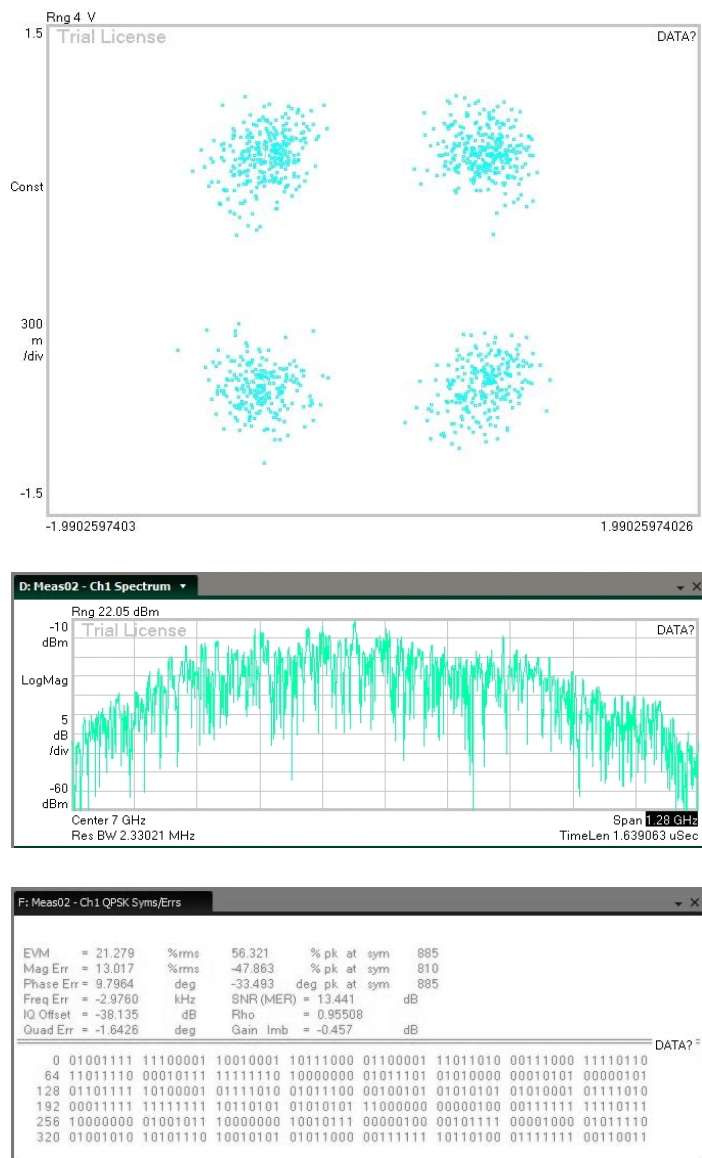 Rng 4 V
1.5 Trial License DATA?
Const
300
m
/div
-1.5
-1.9902597403 1.99025974026
D: Meas02 - Ch1 Spectrum
Rng 22.05 dBm
-10 Trial License DATA?
dBm
LogMag
5
dB
/div
-60
dBm
Center 7 GHz Span 1.28 GHz
Res BW 2.33021 MHz TimeLen 1.639063 uSec
F: Meas02 - Ch1 QPSK Syms/Errs
EVM = 21.279 %rms 56.321 % pk at sym 885
Mag Err = 13.017 %rms -47.863 % pk at sym 810
Phase Err = 9.7964 deg -33.493 deg pk at sym 885
Freq Err = -2.9760 kHz SNR (MER) = 13.441 dB
IQ Offset = -38.135 dB Rho = 0.95508
Quad Err = -1.6426 deg Gain Imb = -0.457 dB
DATA?
0 01001111 11100001 10010001 10111000 01100001 11011010 00111000 11110110
64 11011110 00010111 11111110 10000000 01011101 01010000 00010101 00000101
128 01101111 10100001 01111010 01011100 00100101 01010101 01010001 01111010
192 00011111 11111111 10110101 01010101 11000000 00000100 00111111 11110111
256 10000000 01001011 10000000 10010111 00000100 00101111 00001000 01011110
320 01001010 10101110 10010101 01011000 00111111 10110100 01111111 00110011